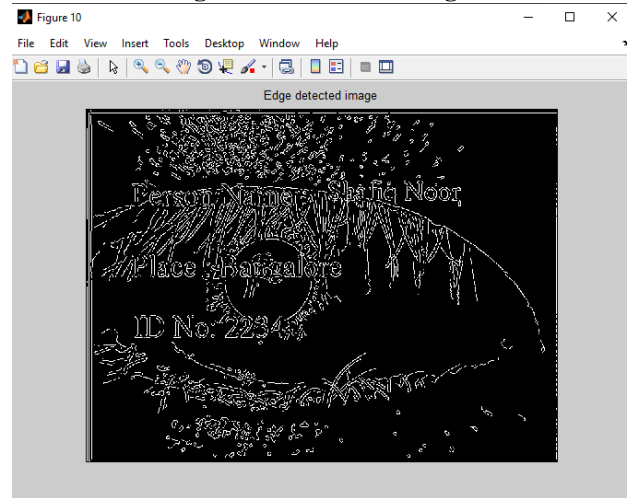 Figure 10
File Edit View Insert Tools Desktop Window Help
Edge detected image
Person Name: Shafiq Noor
Place : Bangalore
ID No: 2234